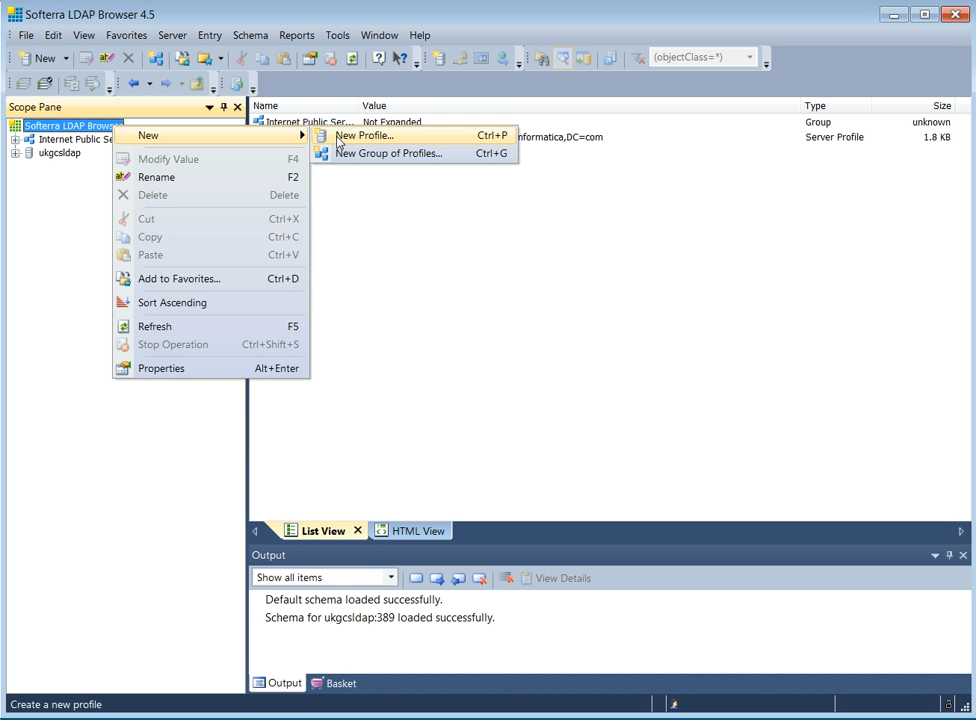 Softerra LDAP Browser 4.5
File Edit View Favorites Server Entry Schema Reports Tools Window Help
New (objectClass=*)
Scope Pane
Softerra LDAP Brows
Internet Public Se
ukgcsldap
Name Value Type Size
Internet Public Ser... Not Expanded Group unknown
nformatica,DC=com Server Profile 1.8 KB
New
New Profile... Ctrl+P
New Group of Profiles... Ctrl+G
Modify Value F4
Rename F2
Delete Delete
Cut Ctrl+X
Copy Ctrl+C
Paste Ctrl+V
Add to Favorites... Ctrl+D
Sort Ascending
Refresh F5
Stop Operation Ctrl+Shift+S
Properties Alt+Enter
List View HTML View
Output
Show all items View Details
Default schema loaded successfully.
Schema for ukgcsldap:389 loaded successfully.
Output Basket
Create a new profile